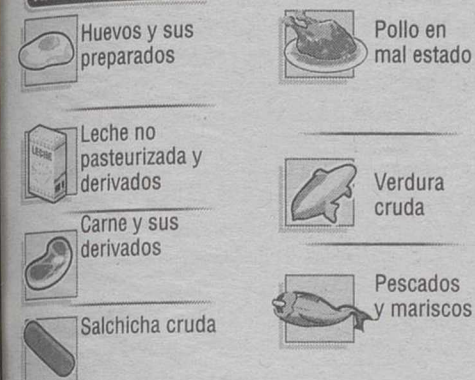 Huevos y sus
preparados
Leche no
pasteurizada y
derivados
LECHE
Carne y sus
derivados
Salchicha cruda
Pollo en
mal estado
Verdura
cruda
Pescados
y mariscos